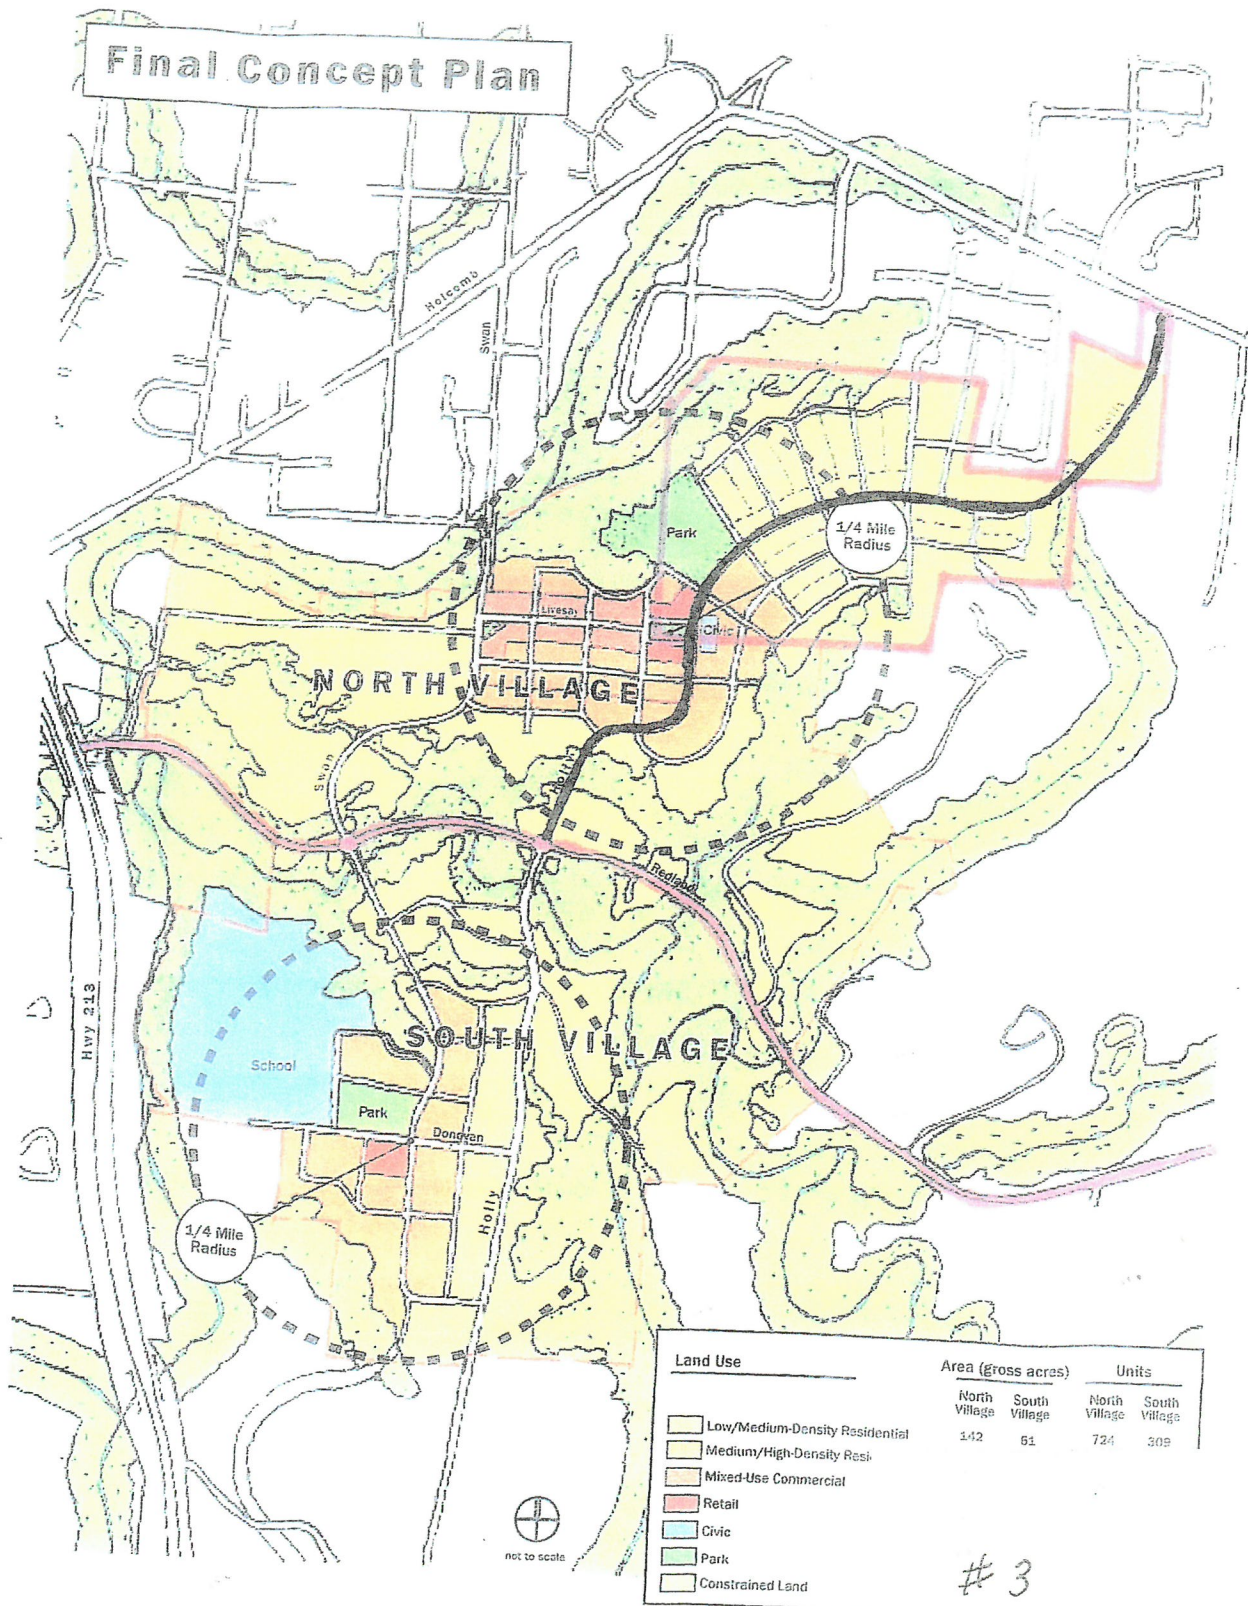 Final Concept Plan
Holcomb
Swan
Park
1/4 Mile
Radius
Livesay
Civic
NORTH VILLAGE
Swan
Holly
Redland
Hwy 213
SOUTH VILLAGE
School
Park
Donovan
Holly
1/4 Mile
Radius
Land Use
Area (gross acres) Units
North Village South Village North Village South Village
Low/Medium-Density Residential 142 61 724 309
Medium/High-Density Resi
Mixed-Use Commercial
Retail
Civic
Park
Constrained Land
not to scale
# 3